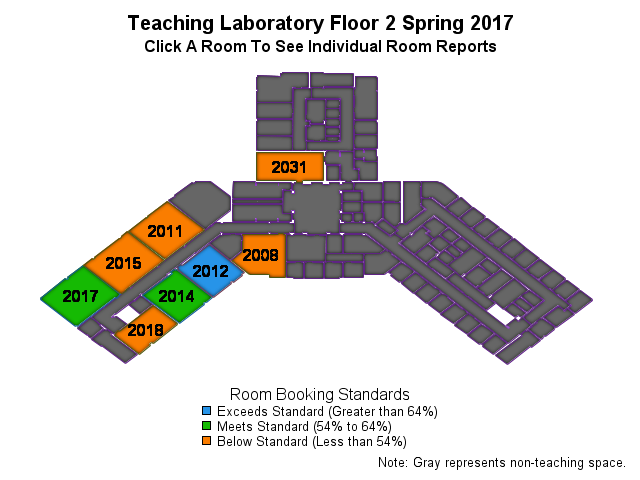 Teaching Laboratory Floor 2 Spring 2017
Click A Room To See Individual Room Reports
2031
2011
2008
2015
2012
2017
2014
2018
Room Booking Standards
Exceeds Standard (Greater than 64%)
Meets Standard (54% to 64%)
Below Standard (Less than 54%)
Note: Gray represents non-teaching space.